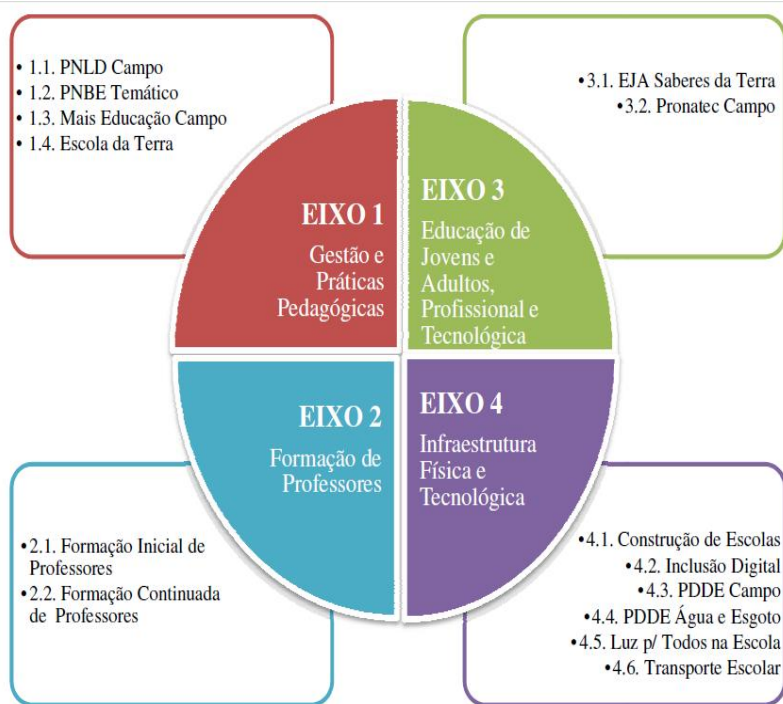 • 1.1. PNLD Campo
• 1.2. PNBE Temático
• 1.3. Mais Educação Campo
• 1.4. Escola da Terra
•3.1. EJA Saberes da Terra
•3.2. Pronatec Campo
EIXO 1
Gestão e
Práticas
Pedagógicas
EIXO 3
Educação de
Jovens e
Adultos,
Profissional e
Tecnológica
EIXO 2
Formação de
Professores
EIXO 4
Infraestrutura
Física e
Tecnológica
•2.1. Formação Inicial de
Professores
•2.2. Formação Continuada
de Professores
•4.1. Construção de Escolas
•4.2. Inclusão Digital
•4.3. PDDE Campo
•4.4. PDDE Água e Esgoto
•4.5. Luz p/ Todos na Escola
•4.6. Transporte Escolar